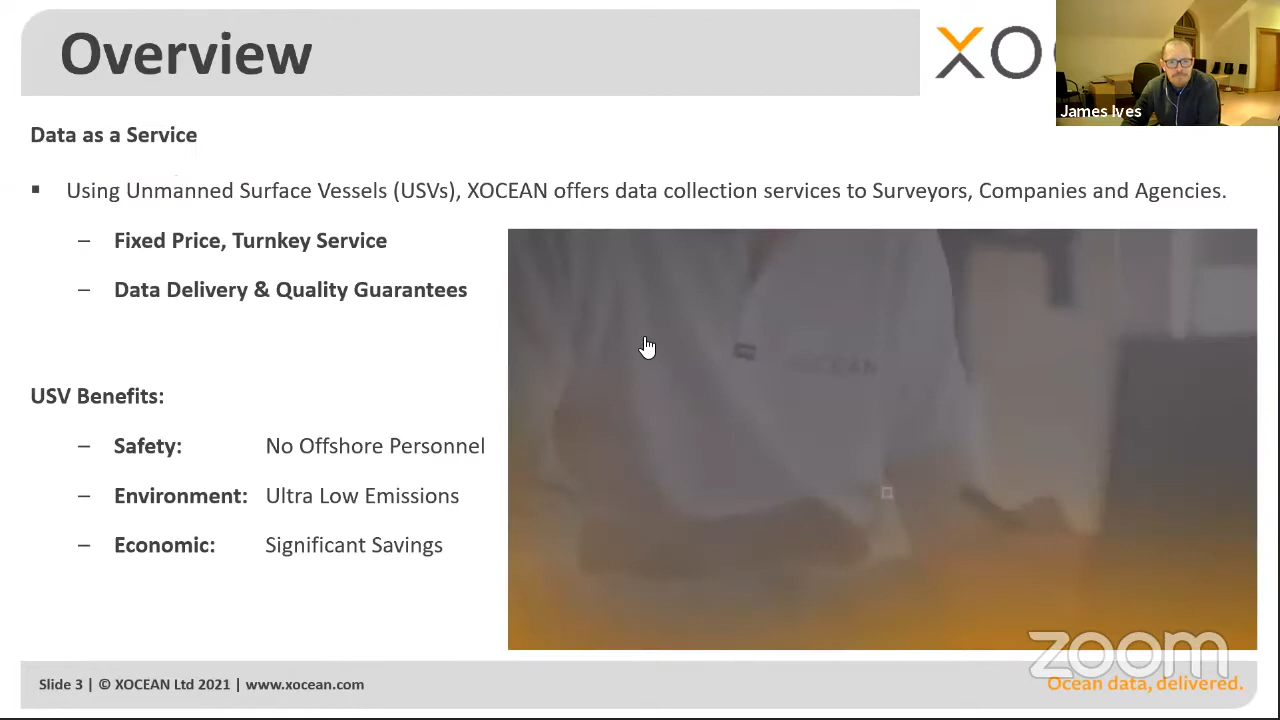 Overview
XO
James Ives
Data as a Service
▪ Using Unmanned Surface Vessels (USVs), XOCEAN offers data collection services to Surveyors, Companies and Agencies.
– Fixed Price, Turnkey Service
– Data Delivery & Quality Guarantees
XOCEAN
USV Benefits:
– Safety: No Offshore Personnel
– Environment: Ultra Low Emissions
– Economic: Significant Savings
zoom
Slide 3 | © XOCEAN Ltd 2021 | www.xocean.com
Ocean data, delivered.